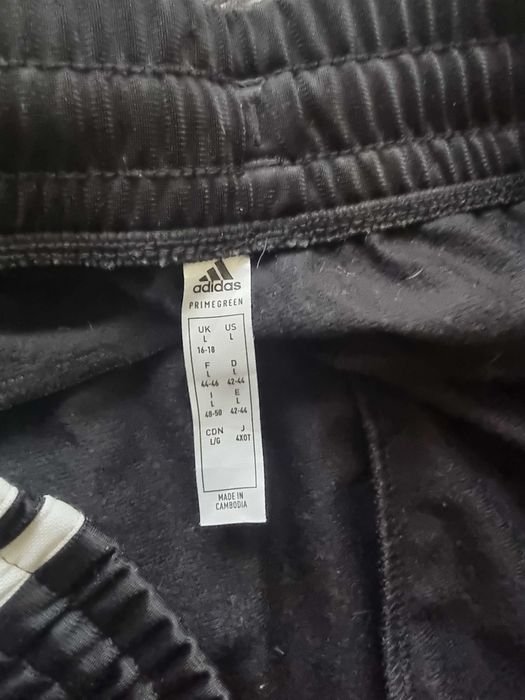 adidas
PRIMEGREEN
UK US
L L
16-18
F D
L L
44-46 42-44
I E
L L
48-50 42-44
CDN J
L/G 4XOT
MADE IN
CAMBODIA